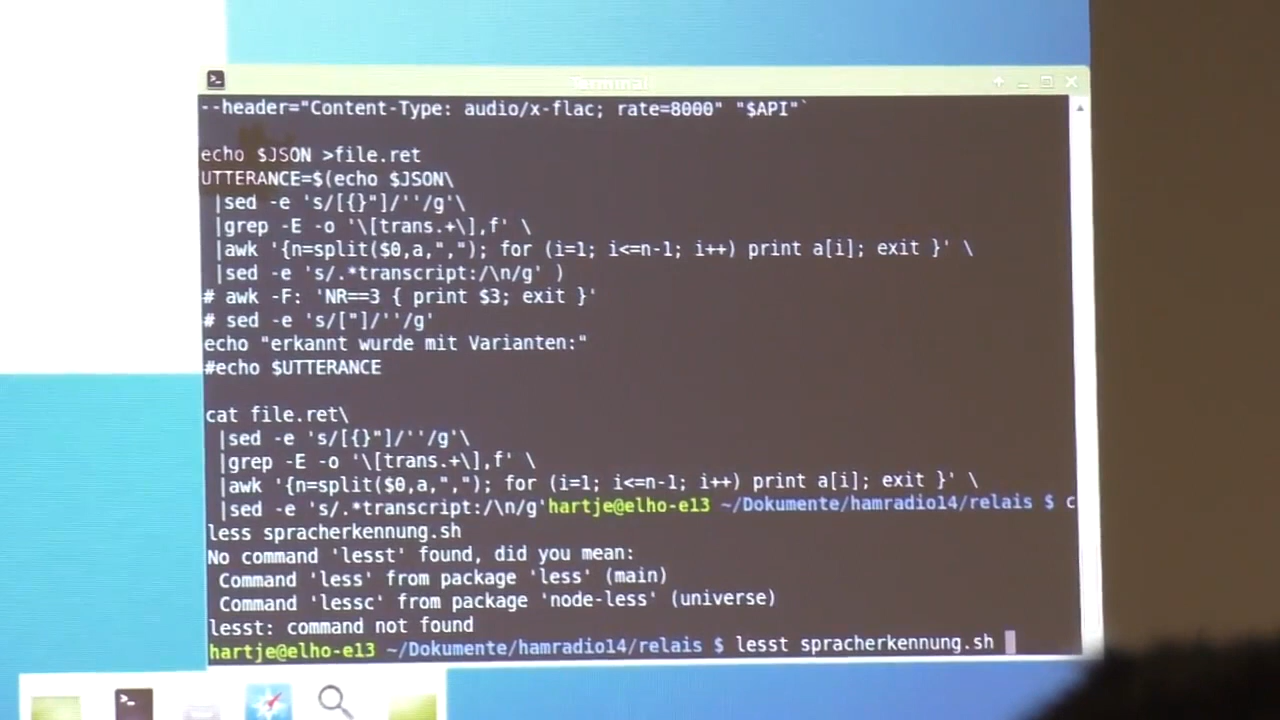 Terminal
--header="Content-Type: audio/x-flac; rate=8000" "$API"`
echo $JSON >file.ret
UTTERANCE=$(echo $JSON\
|sed -e 's/[{}"]/''/g'\
|grep -E -o '\[trans.+\],f' \
|awk '{n=split($0,a,","); for (i=1; i<=n-1; i++) print a[i]; exit }' \
|sed -e 's/.*transcript:/\n/g' )
# awk -F: 'NR==3 { print $3; exit }'
# sed -e 's/["]/''/g'
echo "erkannt wurde mit Varianten:"
#echo $UTTERANCE
cat file.ret\
|sed -e 's/[{}"]/''/g'\
|grep -E -o '\[trans.+\],f' \
|awk '{n=split($0,a,","); for (i=1; i<=n-1; i++) print a[i]; exit }' \
|sed -e 's/.*transcript:/\n/g'hartje@elho-e13 ~/Dokumente/hamradio14/relais $ c
less spracherkennung.sh
No command 'lesst' found, did you mean:
Command 'less' from package 'less' (main)
Command 'lessc' from package 'node-less' (universe)
lesst: command not found
hartje@elho-e13 ~/Dokumente/hamradio14/relais $ lesst spracherkennung.sh